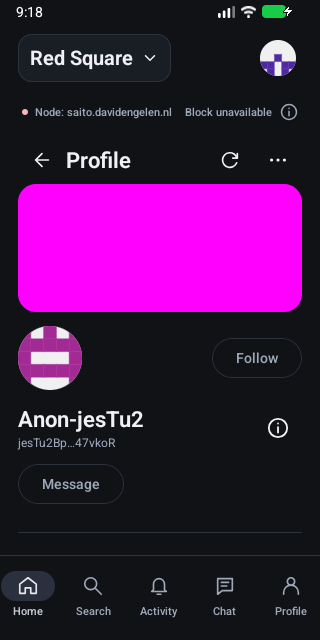 9:18
Red Square
Node: saito.davidengelen.nl Block unavailable
Profile
Follow
Anon-jesTu2
jesTu2Bp...47vkoR
Message
Home Search Activity Chat Profile